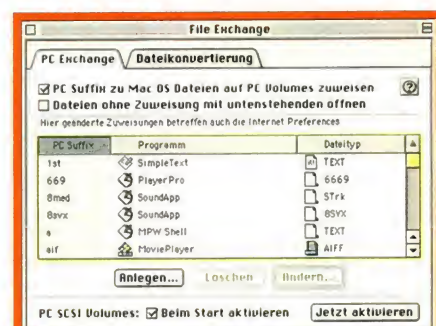 File Exchange
PC Exchange Dateikonvertierung
PC Suffix zu Mac OS Dateien auf PC Volumes zuweisen
Dateien ohne Zuweisung mit untenstehenden öffnen
Hier geänderte Zuweisungen betreffen auch die Internet Preferences
PC Suffix Programm Dateityp
1st SimpleText TEXT
669 PlayerPro 6669
8med SoundApp STrk
8svx SoundApp 8SVX
a MPW Shell TEXT
aif MoviePlayer AIFF
Anlegen... Löschen Ändern...
PC SCSI Volumes: Beim Start aktivieren Jetzt aktivieren